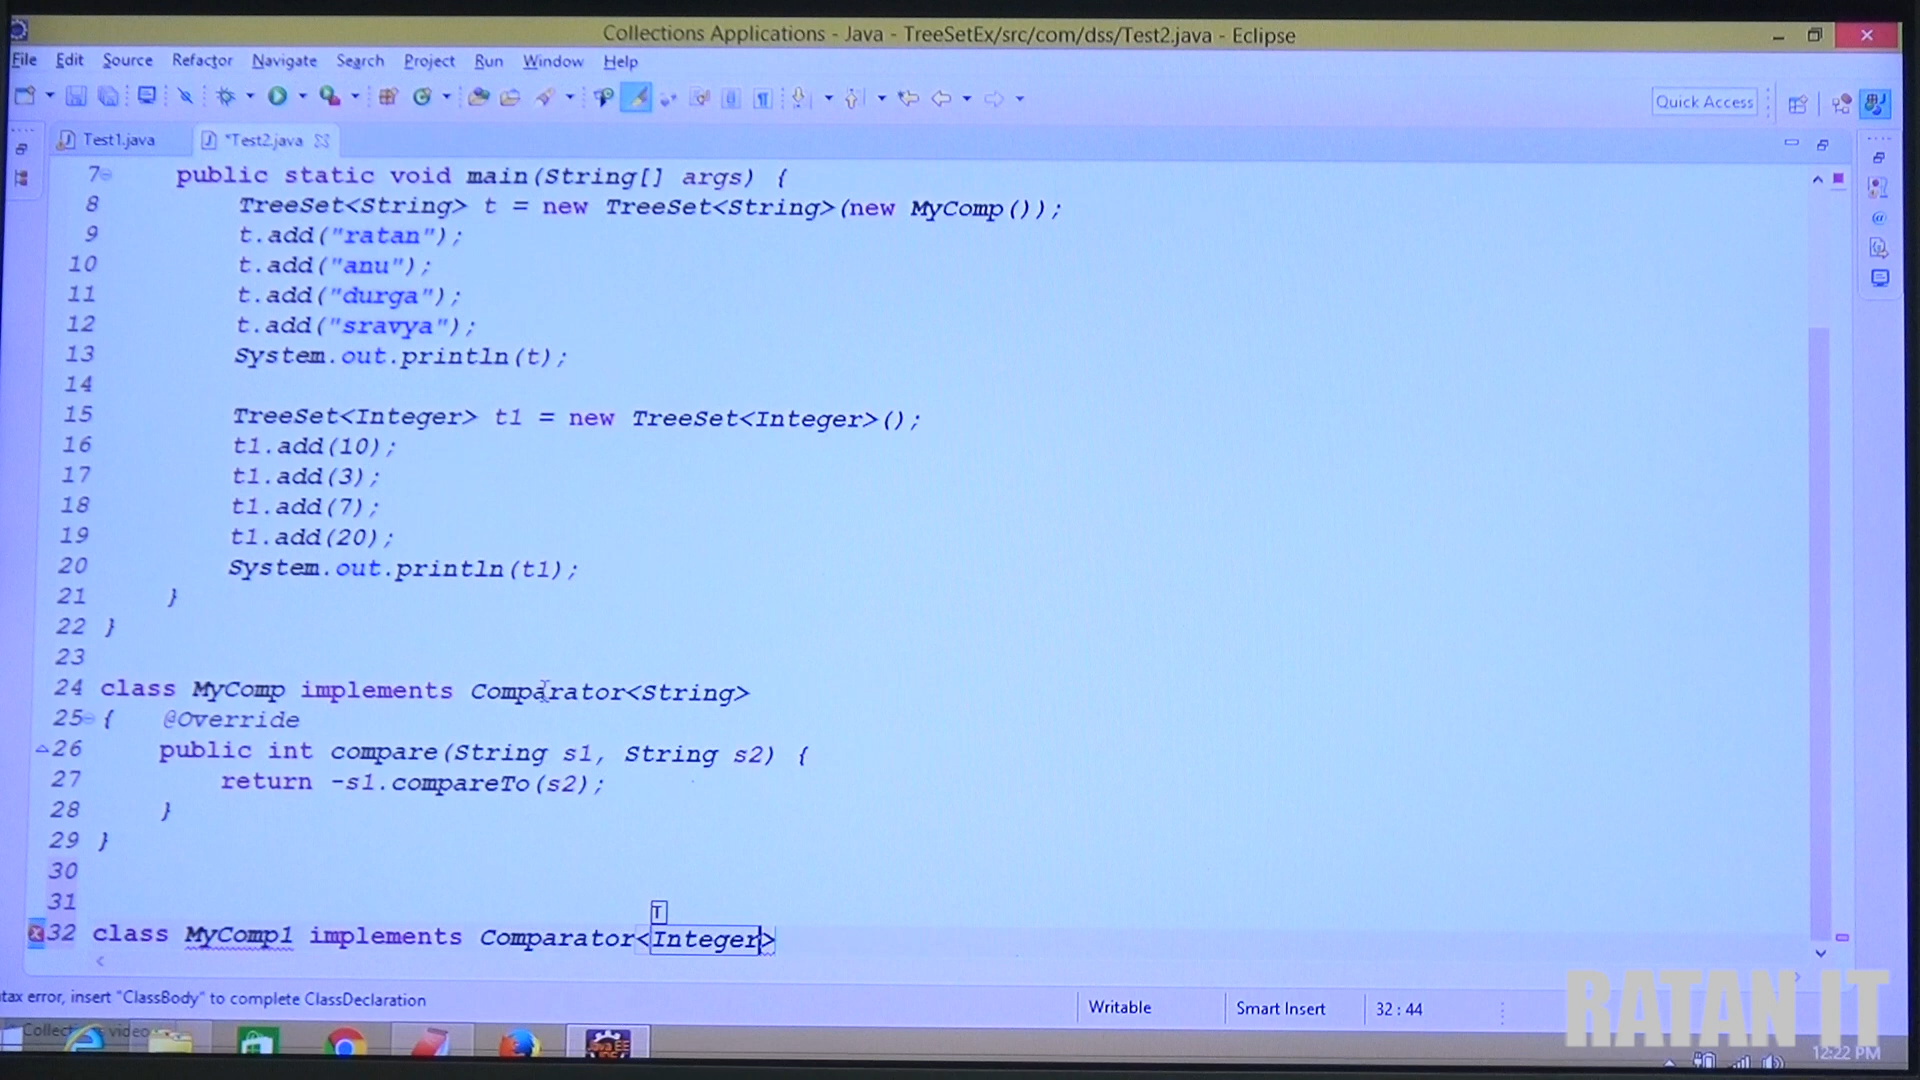 Collections Applications - Java - TreeSetEx/src/com/dss/Test2.java - Eclipse
File Edit Source Refactor Navigate Search Project Run Window Help
Quick Access
Test1.java *Test2.java
7 public static void main(String[] args) {
8 TreeSet<String> t = new TreeSet<String>(new MyComp());
9 t.add("ratan");
10 t.add("anu");
11 t.add("durga");
12 t.add("sravya");
13 System.out.println(t);
14
15 TreeSet<Integer> t1 = new TreeSet<Integer>();
16 t1.add(10);
17 t1.add(3);
18 t1.add(7);
19 t1.add(20);
20 System.out.println(t1);
21 }
22 }
23
24 class MyComp implements Comparator<String>
25 { @Override
26 public int compare(String s1, String s2) {
27 return -s1.compareTo(s2);
28 }
29 }
30
31
T
32 class MyComp1 implements Comparator<Integer>
tax error, insert "ClassBody" to complete ClassDeclaration
Writable Smart Insert 32 : 44
video
Java EE
IDE
RATAN IT
12:22 PM